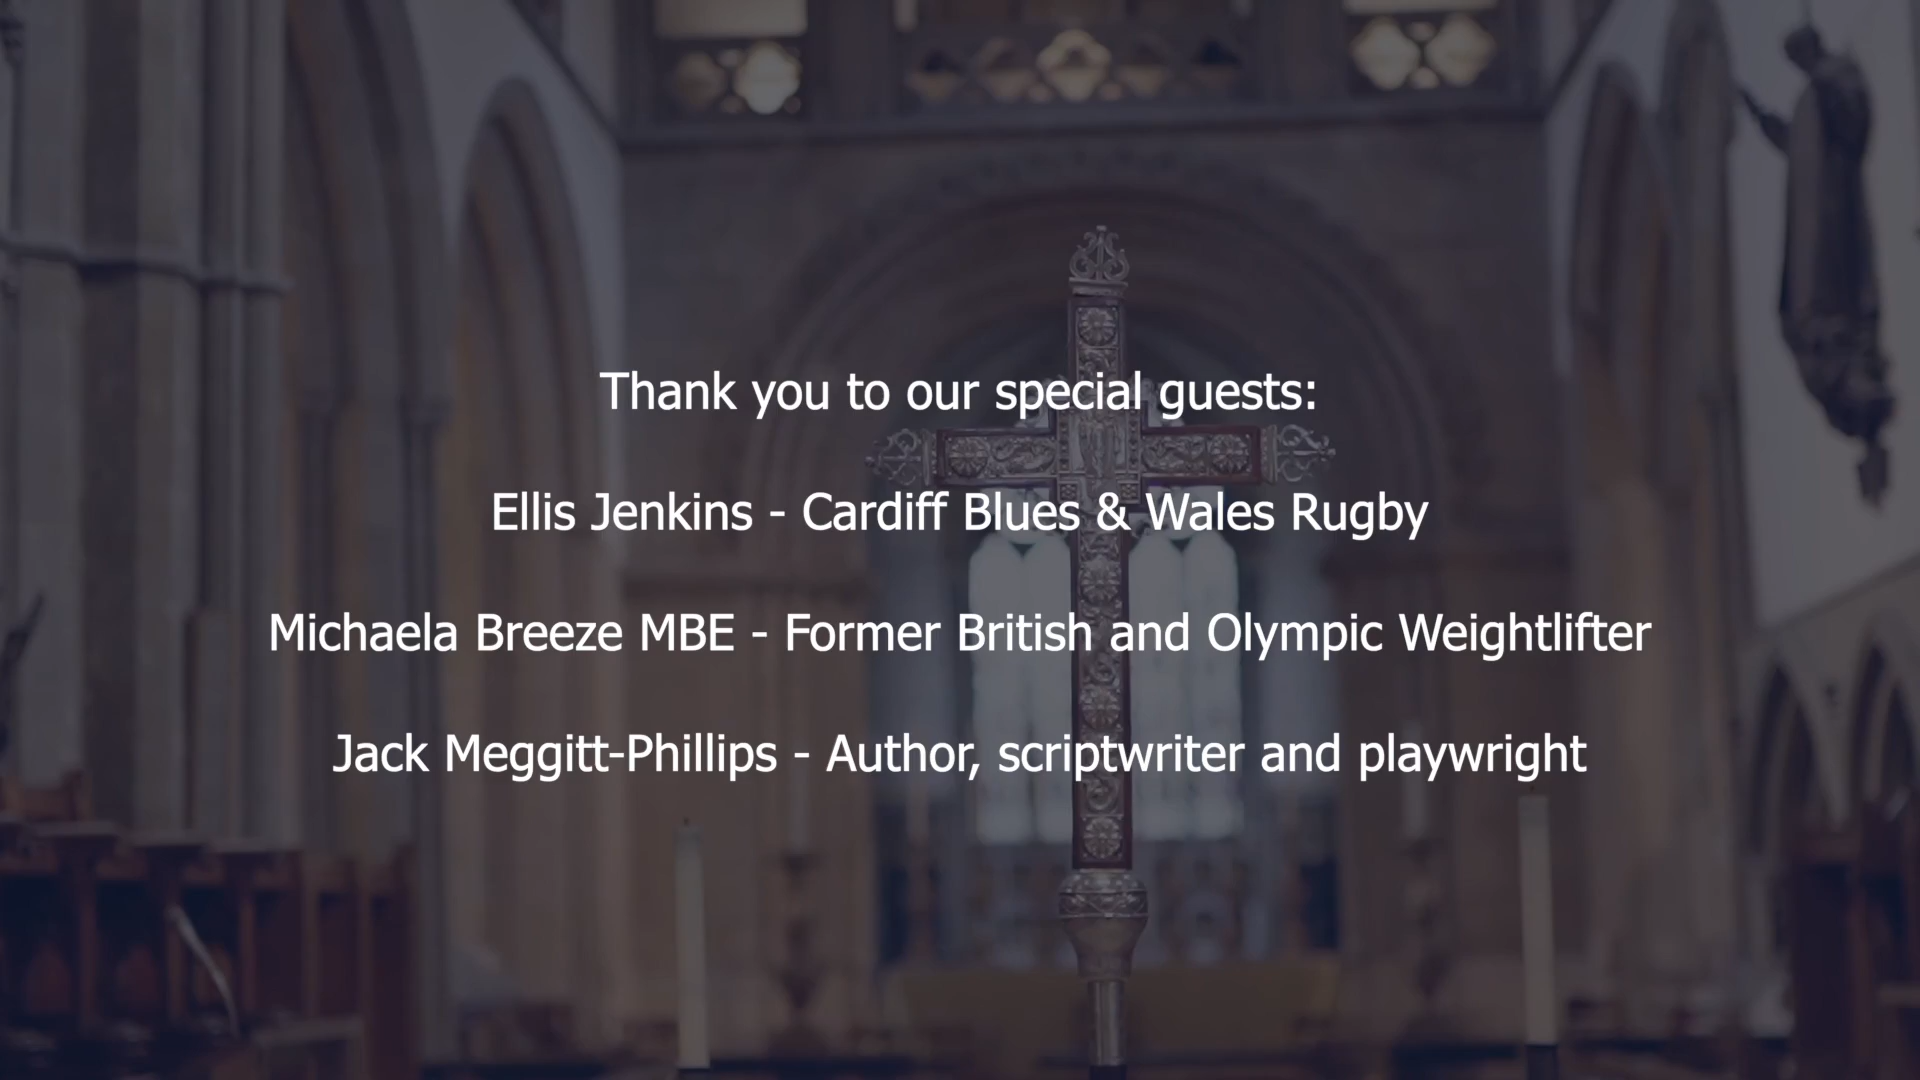 Thank you to our special guests:
Ellis Jenkins - Cardiff Blues & Wales Rugby
Michaela Breeze MBE - Former British and Olympic Weightlifter
Jack Meggitt-Phillips - Author, scriptwriter and playwright